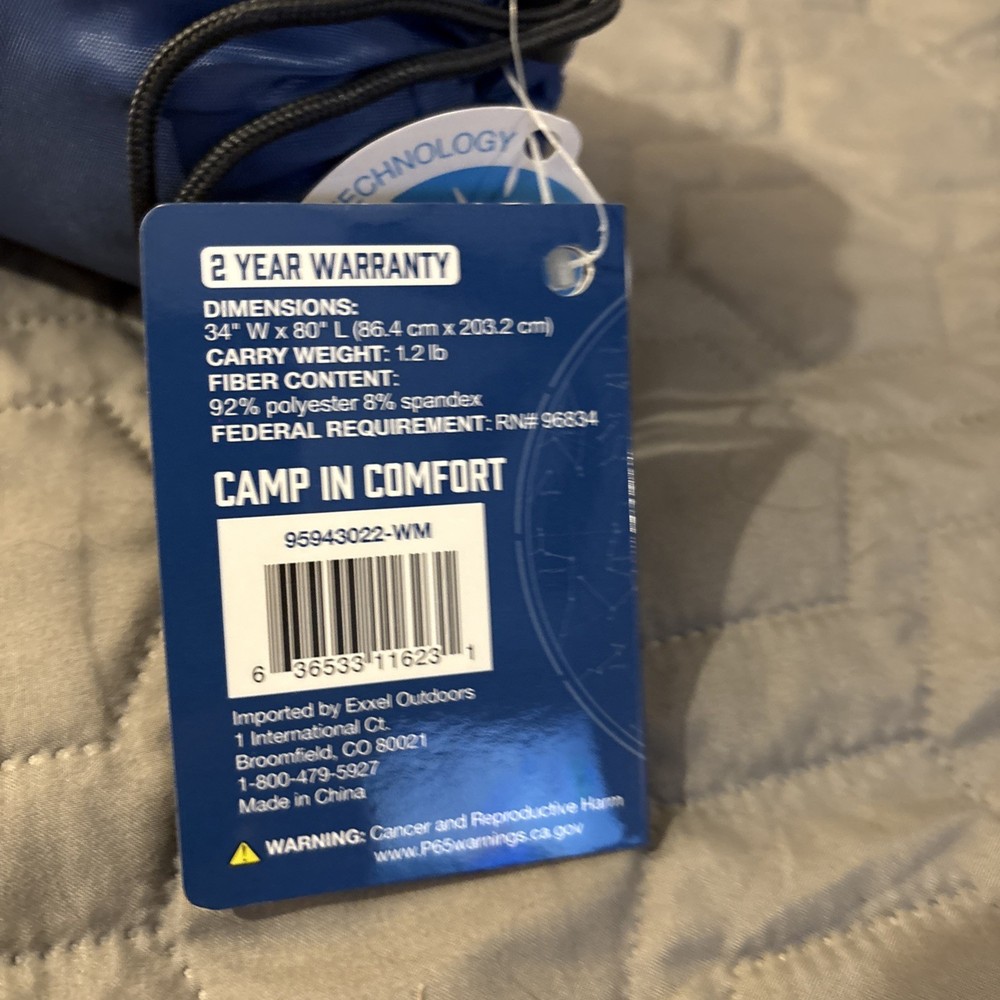 TECHNOLOGY
2 YEAR WARRANTY
DIMENSIONS:
34" W x 80" L (86.4 cm x 203.2 cm)
CARRY WEIGHT: 1.2 lb
FIBER CONTENT:
92% polyester 8% spandex
FEDERAL REQUIREMENT: RN# 96834
CAMP IN COMFORT
95943022-WM
6 36533 11623 1
Imported by Exxel Outdoors
1 International Ct.
Broomfield, CO 80021
1-800-479-5927
Made in China
WARNING: Cancer and Reproductive Harm
www.P65warnings.ca.gov